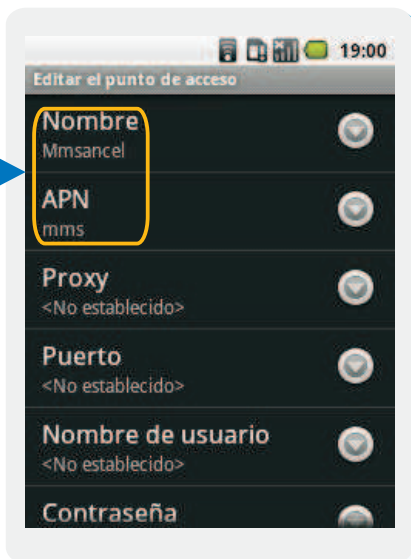 19:00
Editar el punto de acceso
Nombre
Mmsancel
APN
mms
Proxy
<No establecido>
Puerto
<No establecido>
Nombre de usuario
<No establecido>
Contraseña